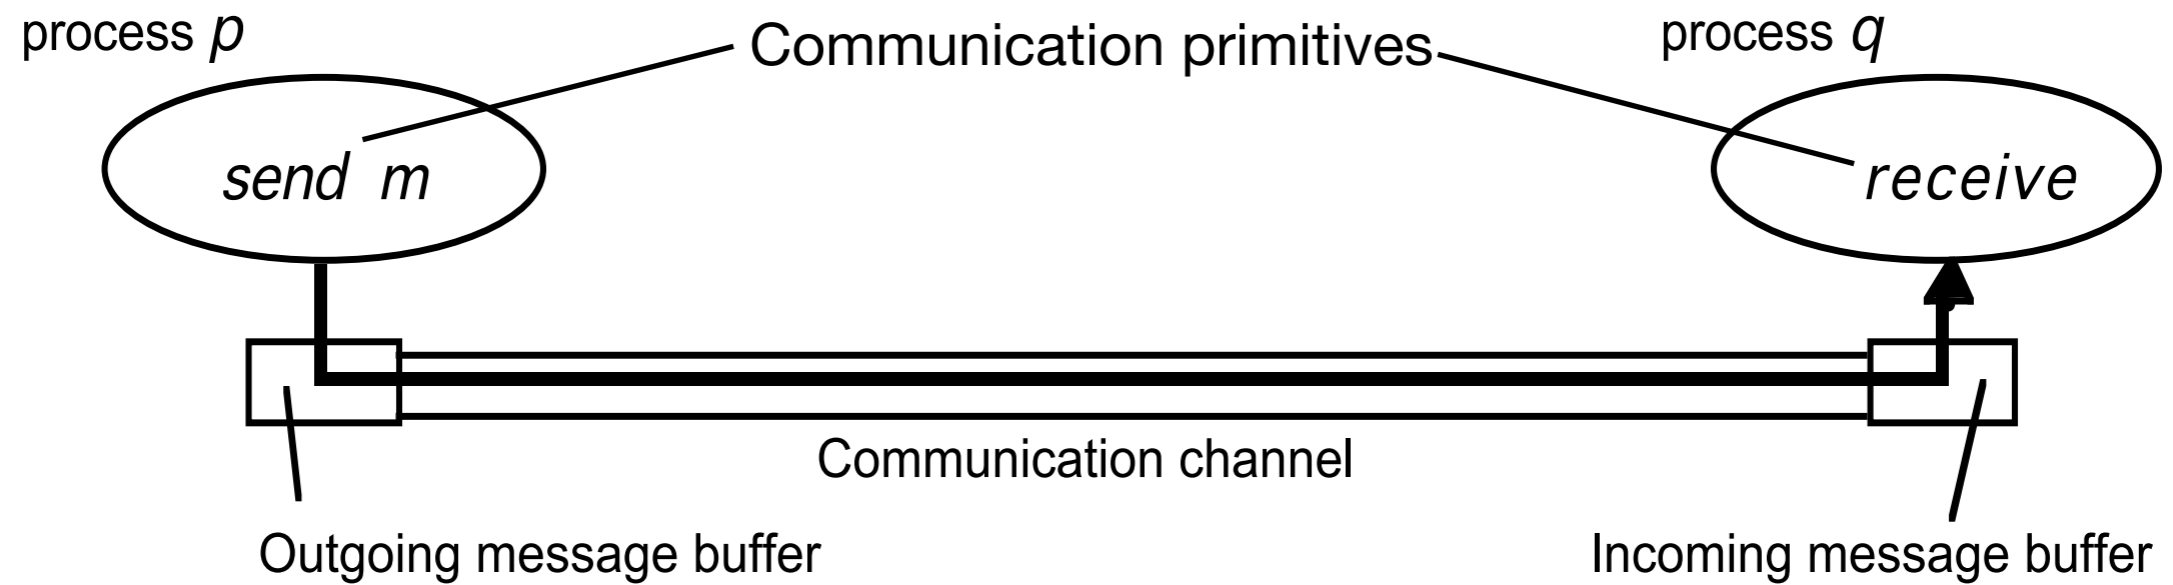 process p
Communication primitives
process q
send m
receive
Communication channel
Outgoing message buffer
Incoming message buffer